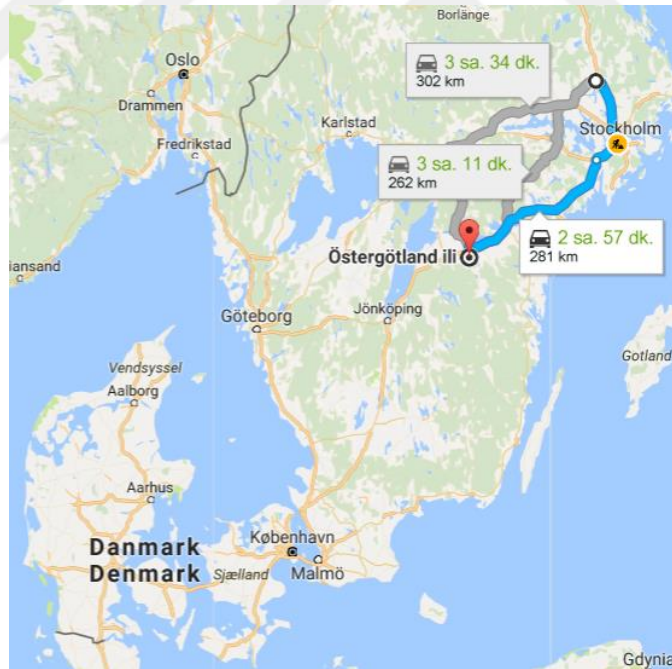 Borlänge
Oslo
3 sa. 34 dk.
302 km
Drammen
Karlstad
Stockholm
Fredrikstad
3 sa. 11 dk.
262 km
2 sa. 57 dk.
281 km
Östergötland ili
iansand
Göteborg
Jönköping
Gotland
Vendsyssel
Aalborg
Aarhus
København
Danmark
Denmark
Sjælland
Malmö
Gdynia